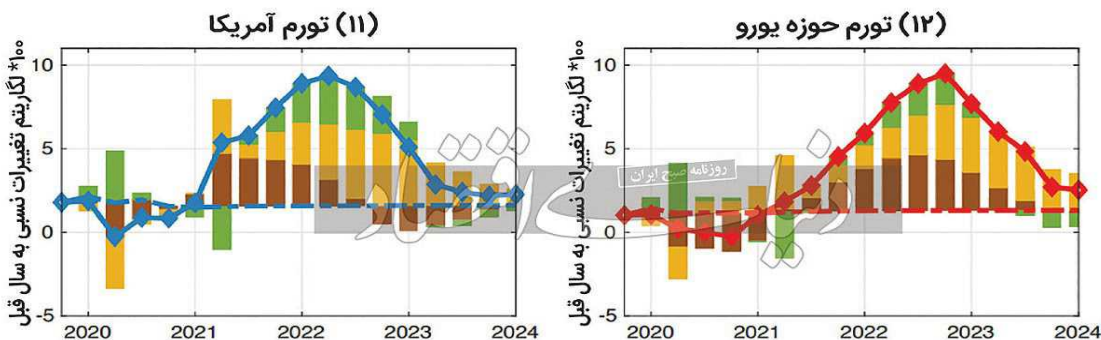 (۱۱) تورم آمریکا
۱۰۰* لگاریتم تغییرات نسبی به سال قبل
10
5
0
-5
2020 2021 2022 2023 2024
(۱۲) تورم حوزه یورو
۱۰۰* لگاریتم تغییرات نسبی به سال قبل
10
5
0
-5
2020 2021 2022 2023 2024
روزنامه صبح ایران
دنیای اقتصاد